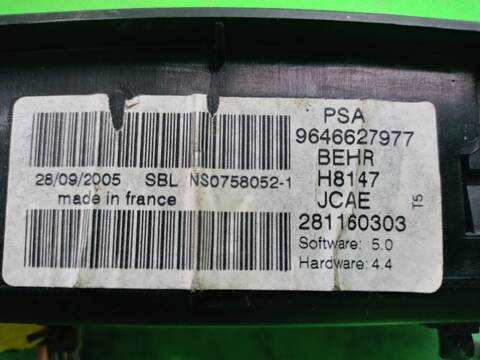 PSA
9646627977
BEHR
H8147
JCAE
281160303
Software: 5.0
Hardware: 4.4
T5
28/09/2005 SBL NS0758052-1
made in france